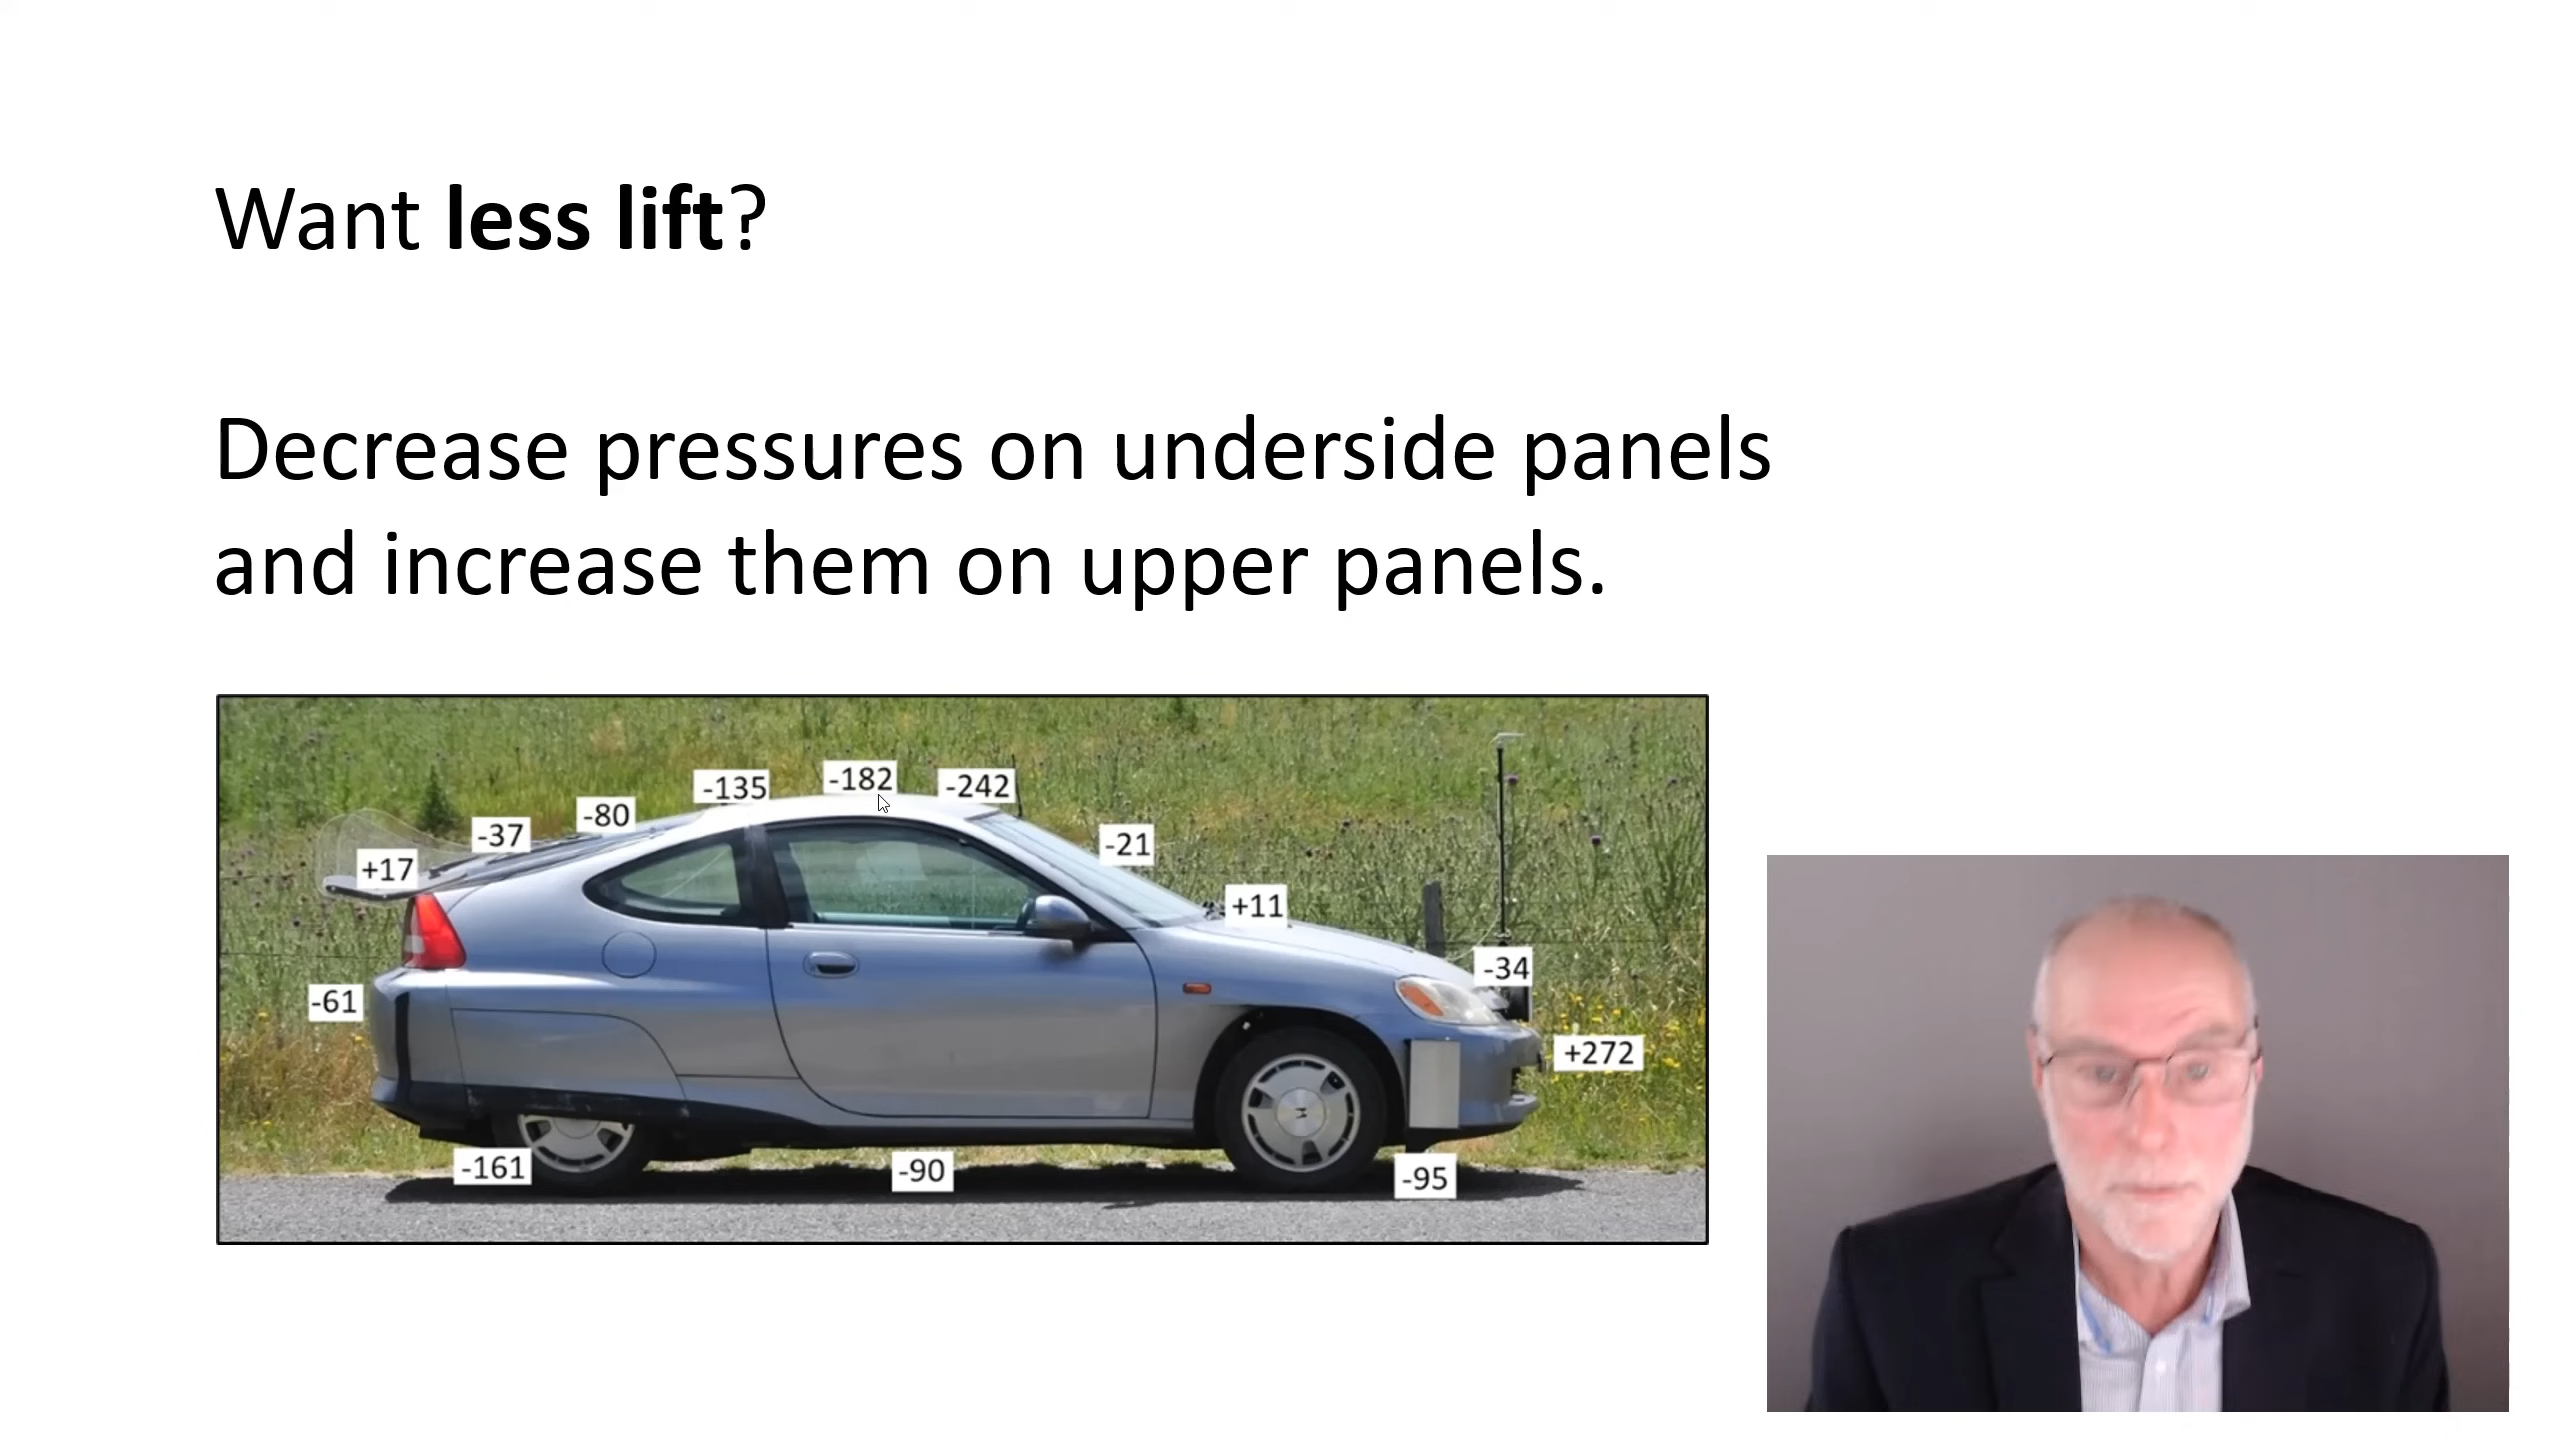 Want less lift?
Decrease pressures on underside panels
and increase them on upper panels.
-135 -182 -242
-80
-37
-21
+17
+11
-34
-61
+272
-161 -90 -95